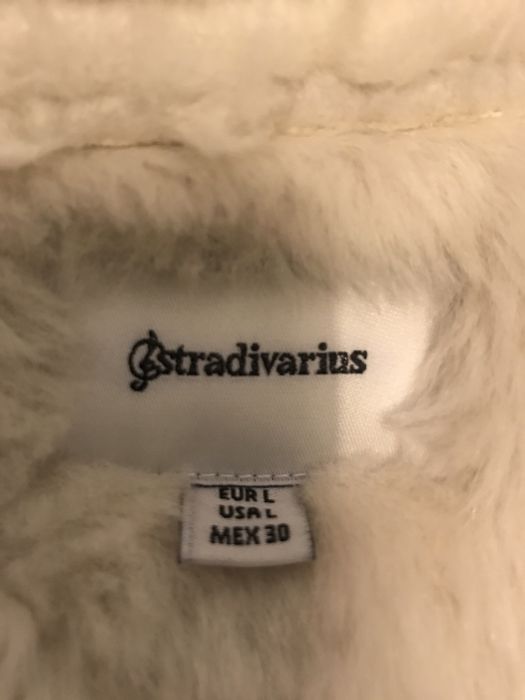 stradivarius
EUR L
USA L
MEX 30